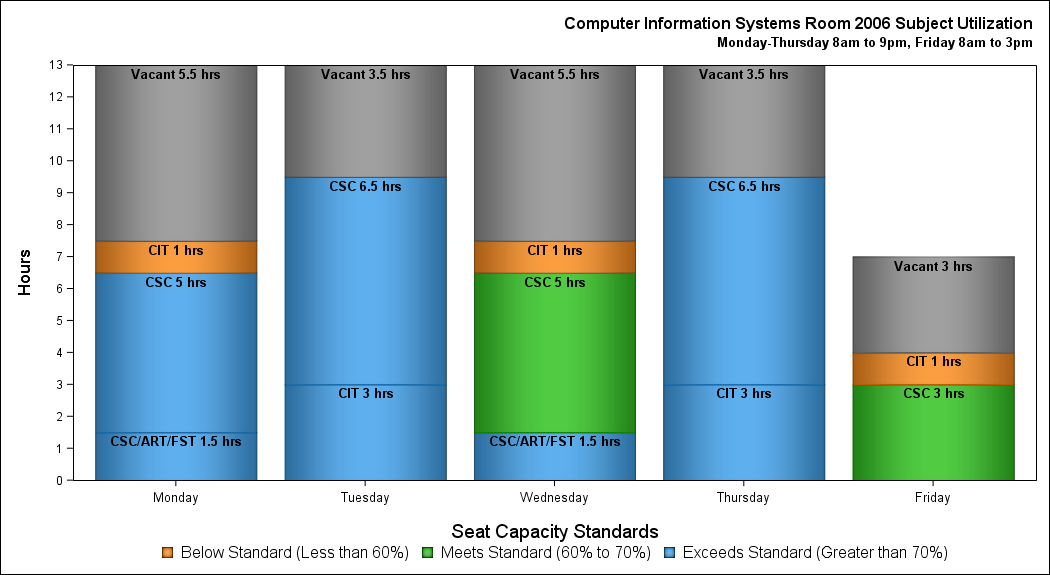 Computer Information Systems Room 2006 Subject Utilization
Monday-Thursday 8am to 9pm, Friday 8am to 3pm
Hours
13
12
11
10
9
8
7
6
5
4
3
2
1
0
Vacant 5.5 hrs
CIT 1 hrs
CSC 5 hrs
CSC/ART/FST 1.5 hrs
Vacant 3.5 hrs
CSC 6.5 hrs
CIT 3 hrs
Vacant 5.5 hrs
CIT 1 hrs
CSC 5 hrs
CSC/ART/FST 1.5 hrs
Vacant 3.5 hrs
CSC 6.5 hrs
CIT 3 hrs
Vacant 3 hrs
CIT 1 hrs
CSC 3 hrs
Monday Tuesday Wednesday Thursday Friday
Seat Capacity Standards
Below Standard (Less than 60%) Meets Standard (60% to 70%) Exceeds Standard (Greater than 70%)